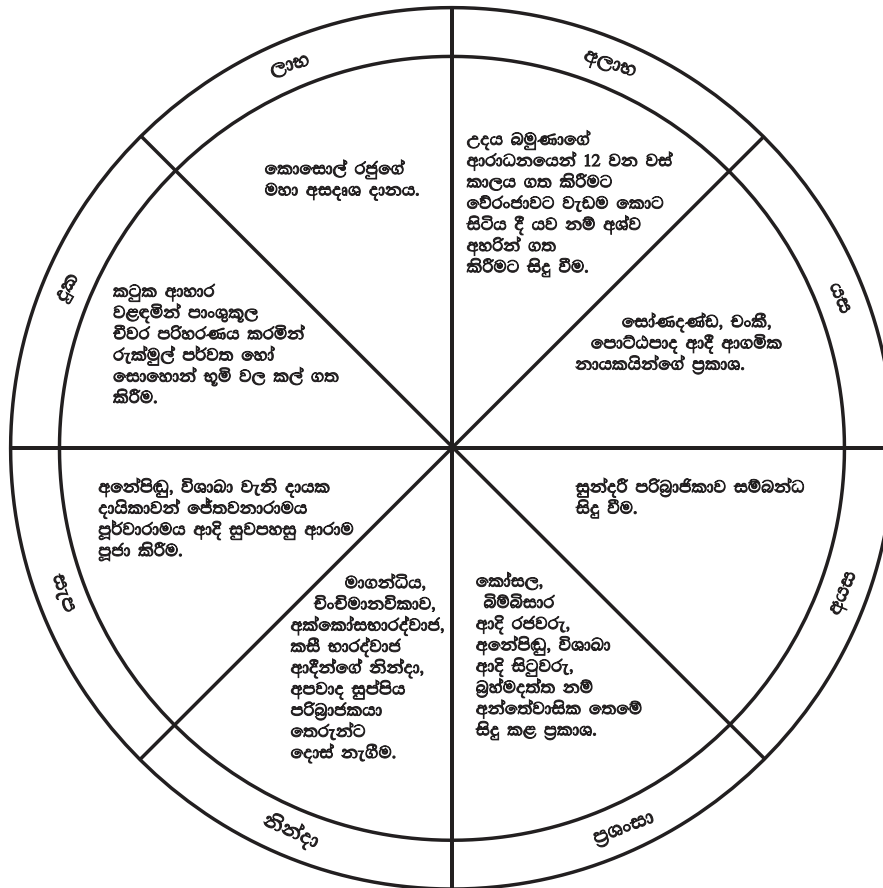 ලාභ
කොසොල් රජුගේ
මහා අසදෘශ දානය.
අලාභ
උදය බමුණාගේ
ආරාධනයෙන් 12 වන වස්
කාලය ගත කිරීමට
වේරංජාවට වැඩම කොට
සිටිය දී යව නම් අශ්ව
අහරින් ගත
කිරීමට සිදු වීම.
යස
සෝණදණ්ඩ, චංකී,
පොට්ඨපාද ආදී ආගමික
නායකයින්ගේ ප්‍රකාශ.
අයස
සුන්දරී පරිබ්‍රාජිකාව සම්බන්ධ
සිදු වීම.
ප්‍රශංසා
කෝසල,
බිම්බිසාර
ආදි රජවරු,
අනේපිඬු, විශාඛා
ආදි සිටුවරු,
බ්‍රහ්මදත්ත නම්
අන්තේවාසික තෙමේ
සිදු කළ ප්‍රකාශ.
නින්දා
මාගන්ධිය,
චිංචිමානවිකාව,
අක්කෝසභාරද්වාජ,
කසී භාරද්වාජ
ආදීන්ගේ නින්දා,
අපවාද සුප්පිය
පරිබ්‍රාජකයා
තෙරුන්ට
දොස් නැගීම.
සැප
අනේපිඬු, විශාඛා වැනි දායක
දායිකාවන් ජේතවනාරාමය
පූර්වාරාමය ආදි සුවපහසු ආරාම
පූජා කිරීම.
දුක
කටුක ආහාර
වළඳමින් පාංශුකූල
චීවර පරිහරණය කරමින්
රුක්මුල් පර්වත හෝ
සොහොන් භූමි වල කල් ගත
කිරීම.